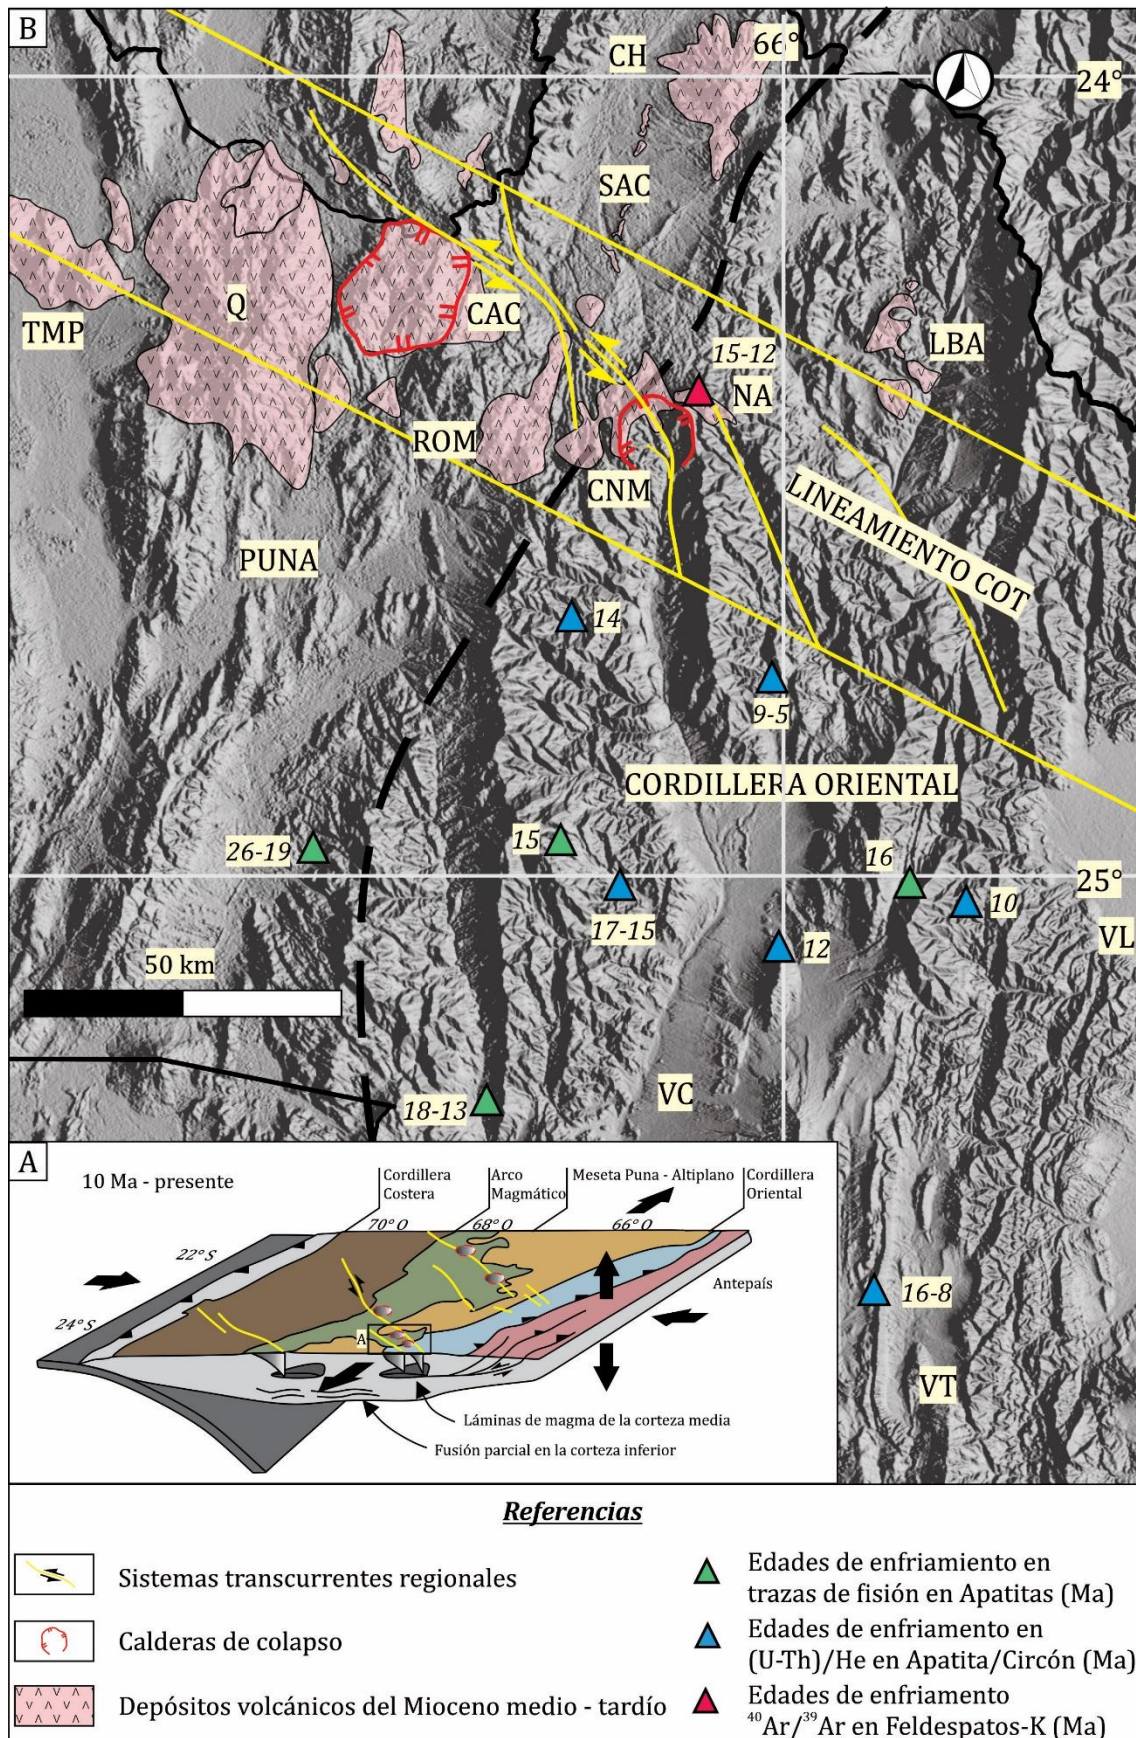 B
CH
66°
24°
SAC
TMP
Q
CAC
LBA
15-12
NA
ROM
CNM
LINEAMIENTO COT
PUNA
14
9-5
CORDILLERA ORIENTAL
26-19
15
16
25°
17-15
10
VL
12
50 km
18-13
VC
A
10 Ma - presente
Cordillera
Costera
Arco
Magmático
Meseta Puna - Altiplano
Cordillera
Oriental
70° O
68° O
66° O
22° S
24° S
Antepaís
A
Láminas de magma de la corteza media
Fusión parcial en la corteza inferior
16-8
VT
Referencias
Sistemas transcurrentes regionales
Calderas de colapso
Depósitos volcánicos del Mioceno medio - tardío
Edades de enfriamiento en
trazas de fisión en Apatitas (Ma)
Edades de enfriamento en
(U-Th)/He en Apatita/Circón (Ma)
Edades de enfriamento
⁴⁰Ar/³⁹Ar en Feldespatos-K (Ma)